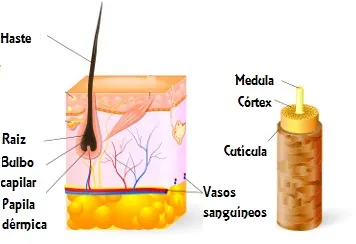 Haste
Raiz
Bulbo
capilar
Papila
dérmica
Vasos
sanguíneos
Medula
Córtex
Cutícula